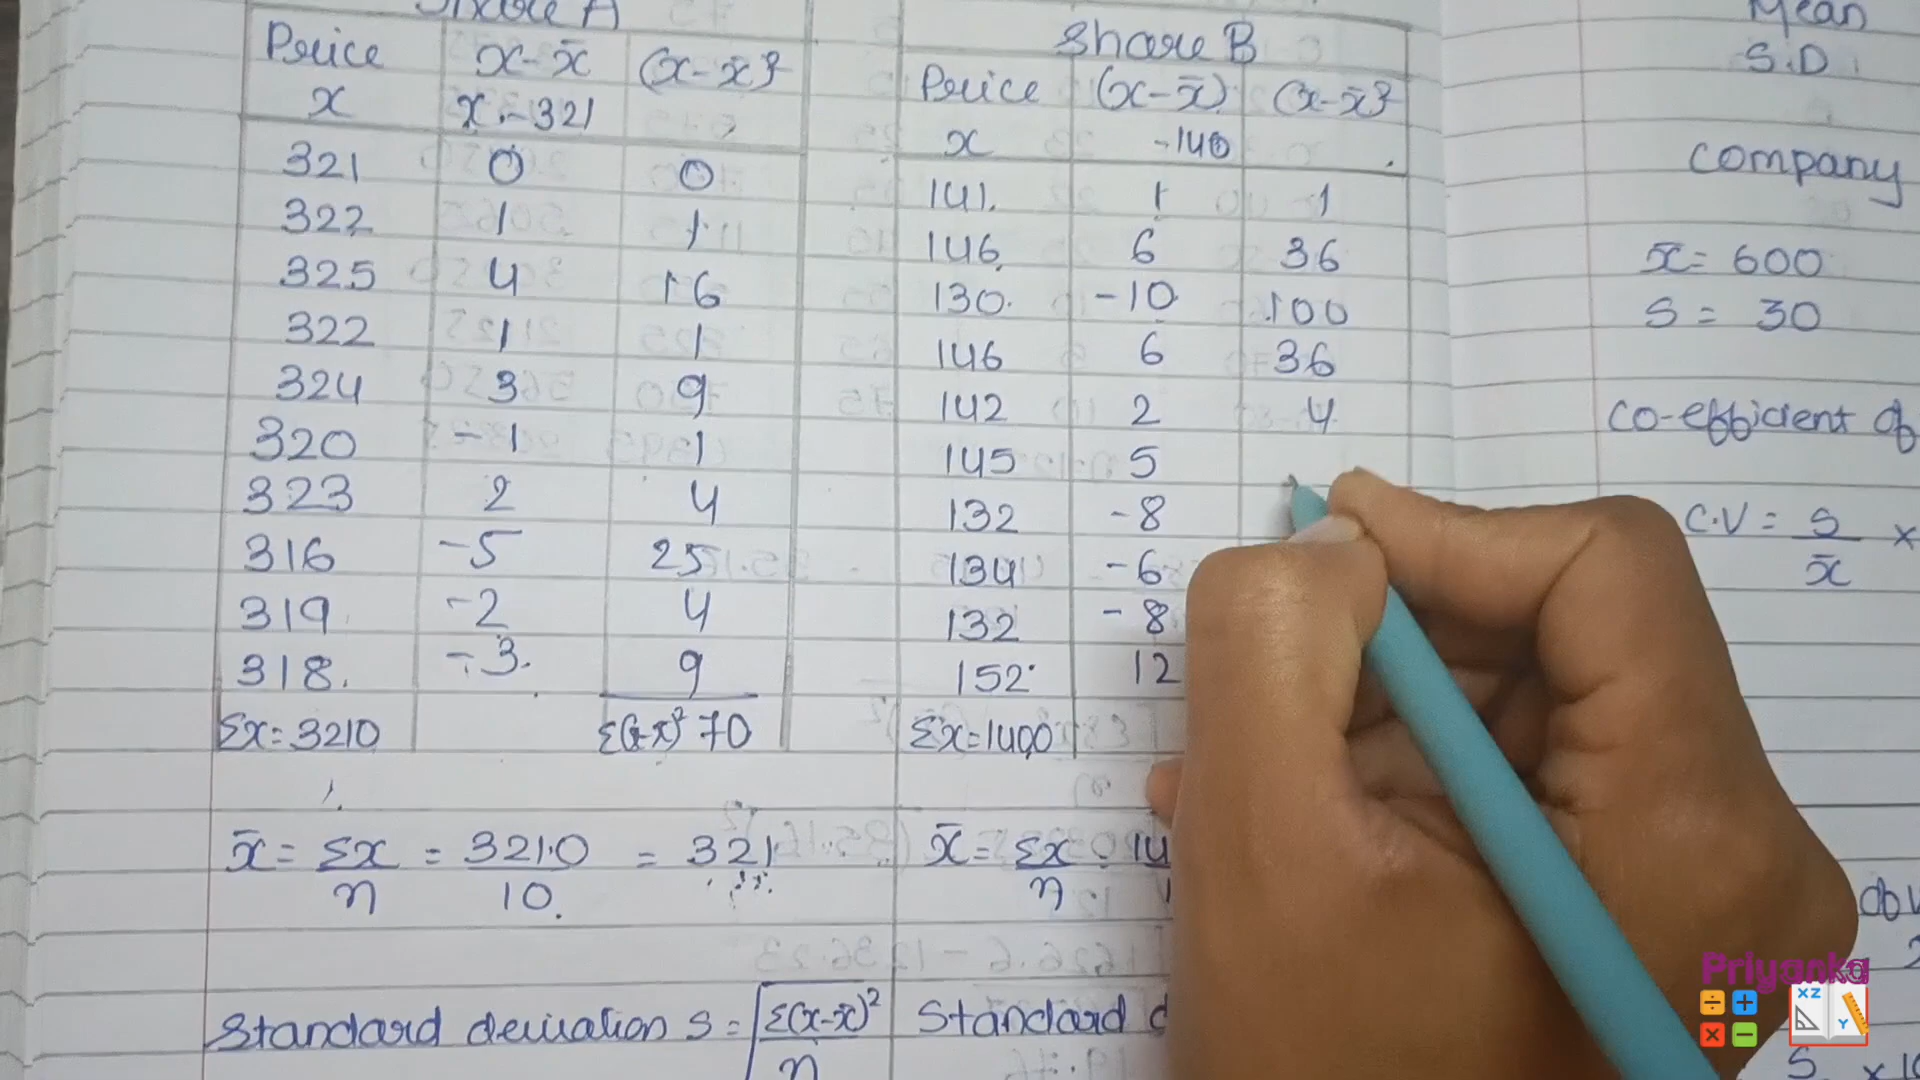 Share A
Price x-x̄ (x-x̄)²
x x-321
321 0 0
322 1 1
325 4 16
322 1 1
324 3 9
320 -1 1
323 2 4
316 -5 25
319 -2 4
318 -3 9
Σx=3210 Σ(x-x̄)² 70
x̄ = Σx/n = 3210/10 = 321
Standard deviation S = √Σ(x-x̄)²/n
Share B
Price (x-x̄) (x-x̄)²
x -140
141 1 1
146 6 36
130 -10 100
146 6 36
142 2 4
145 5
132 -8
134 -6
132 -8
152 12
Σx=1400
x̄ = Σx/n
Standard
Mean
S.D.
Company
x̄ = 600
S = 30
CO-efficient of
C.V = S/x̄ ×
Priyanka
XZ
Y